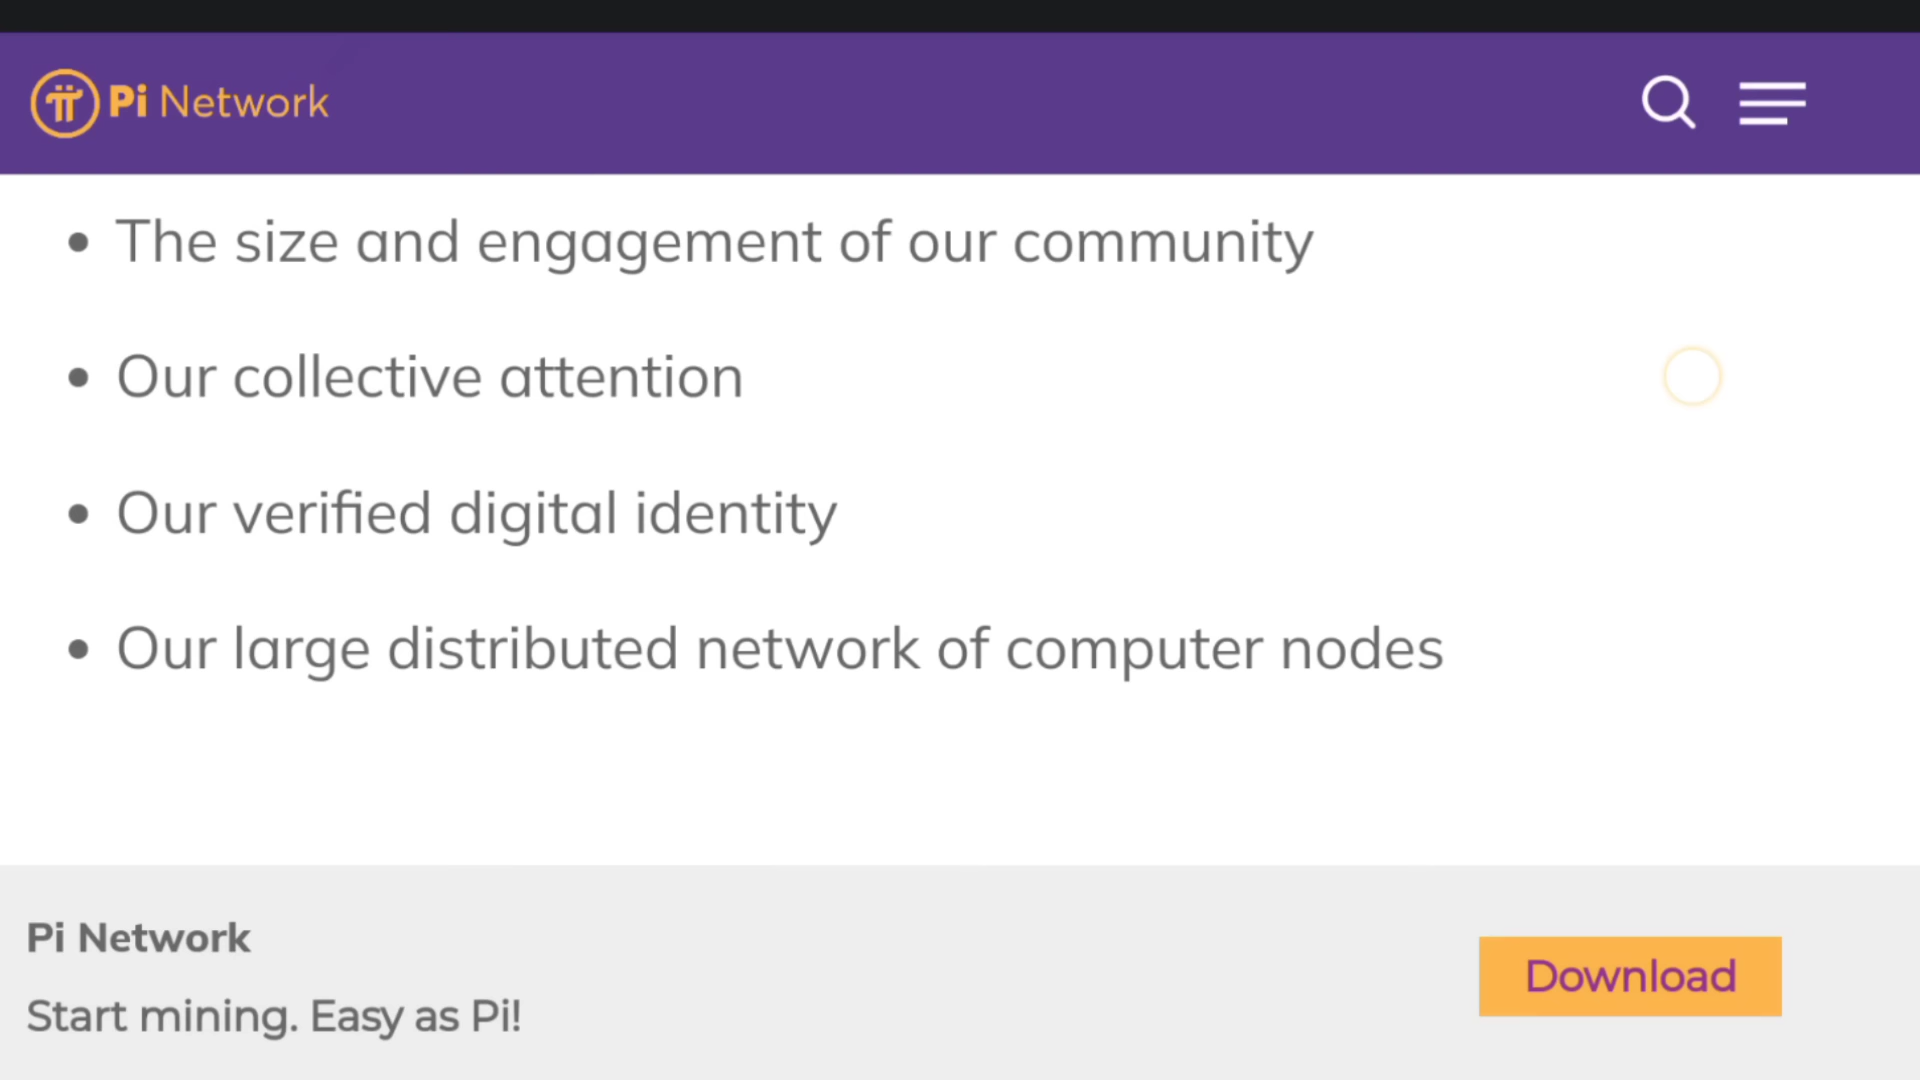 Pi Network
• The size and engagement of our community
• Our collective attention
• Our verified digital identity
• Our large distributed network of computer nodes
Pi Network
Start mining. Easy as Pi!
Download